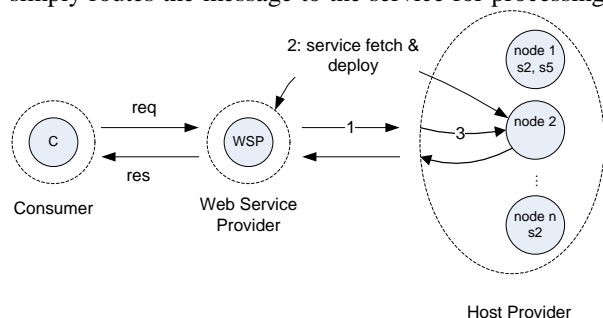 simply routes the message to the service for processing
2: service fetch &
deploy
node 1
s2, s5
req
1
3
node 2
C
WSP
res
Consumer
Web Service
Provider
⋮
node n
s2
Host Provider